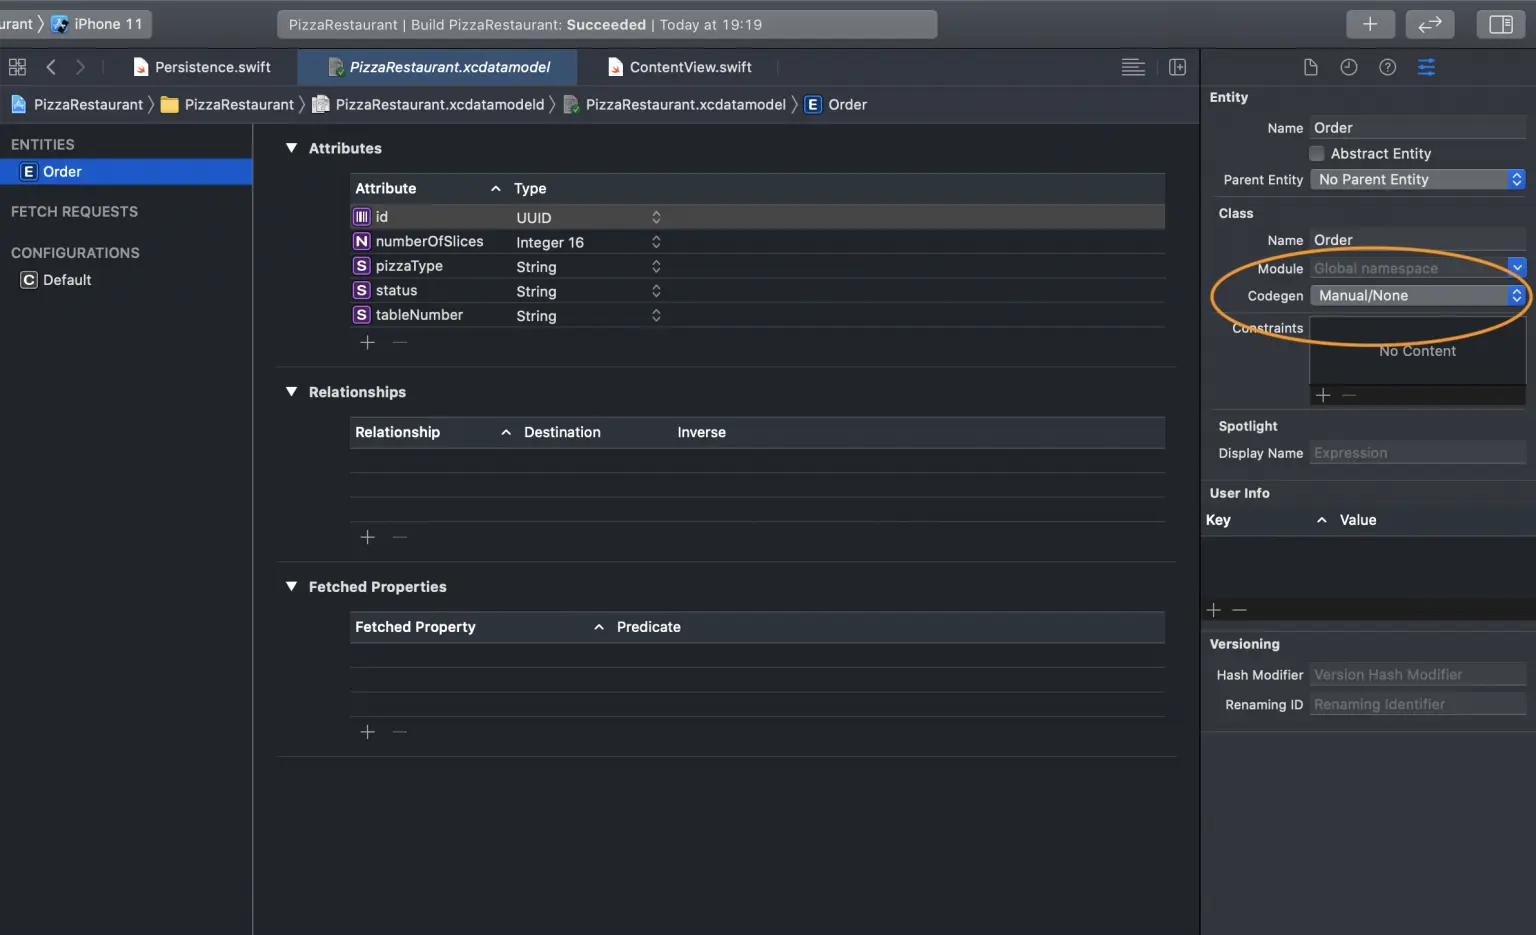 urant iPhone 11
PizzaRestaurant | Build PizzaRestaurant: Succeeded | Today at 19:19
Persistence.swift
PizzaRestaurant.xcdatamodel
ContentView.swift
PizzaRestaurant PizzaRestaurant PizzaRestaurant.xcdatamodeld PizzaRestaurant.xcdatamodel E Order
ENTITIES
E Order
FETCH REQUESTS
CONFIGURATIONS
C Default
Attributes
Attribute Type
id UUID
N numberOfSlices Integer 16
S pizzaType String
S status String
S tableNumber String
Relationships
Relationship Destination Inverse
Fetched Properties
Fetched Property Predicate
Entity
Name Order
Abstract Entity
Parent Entity No Parent Entity
Class
Name Order
Module Global namespace
Codegen Manual/None
Constraints
No Content
Spotlight
Display Name Expression
User Info
Key Value
Versioning
Hash Modifier Version Hash Modifier
Renaming ID Renaming Identifier